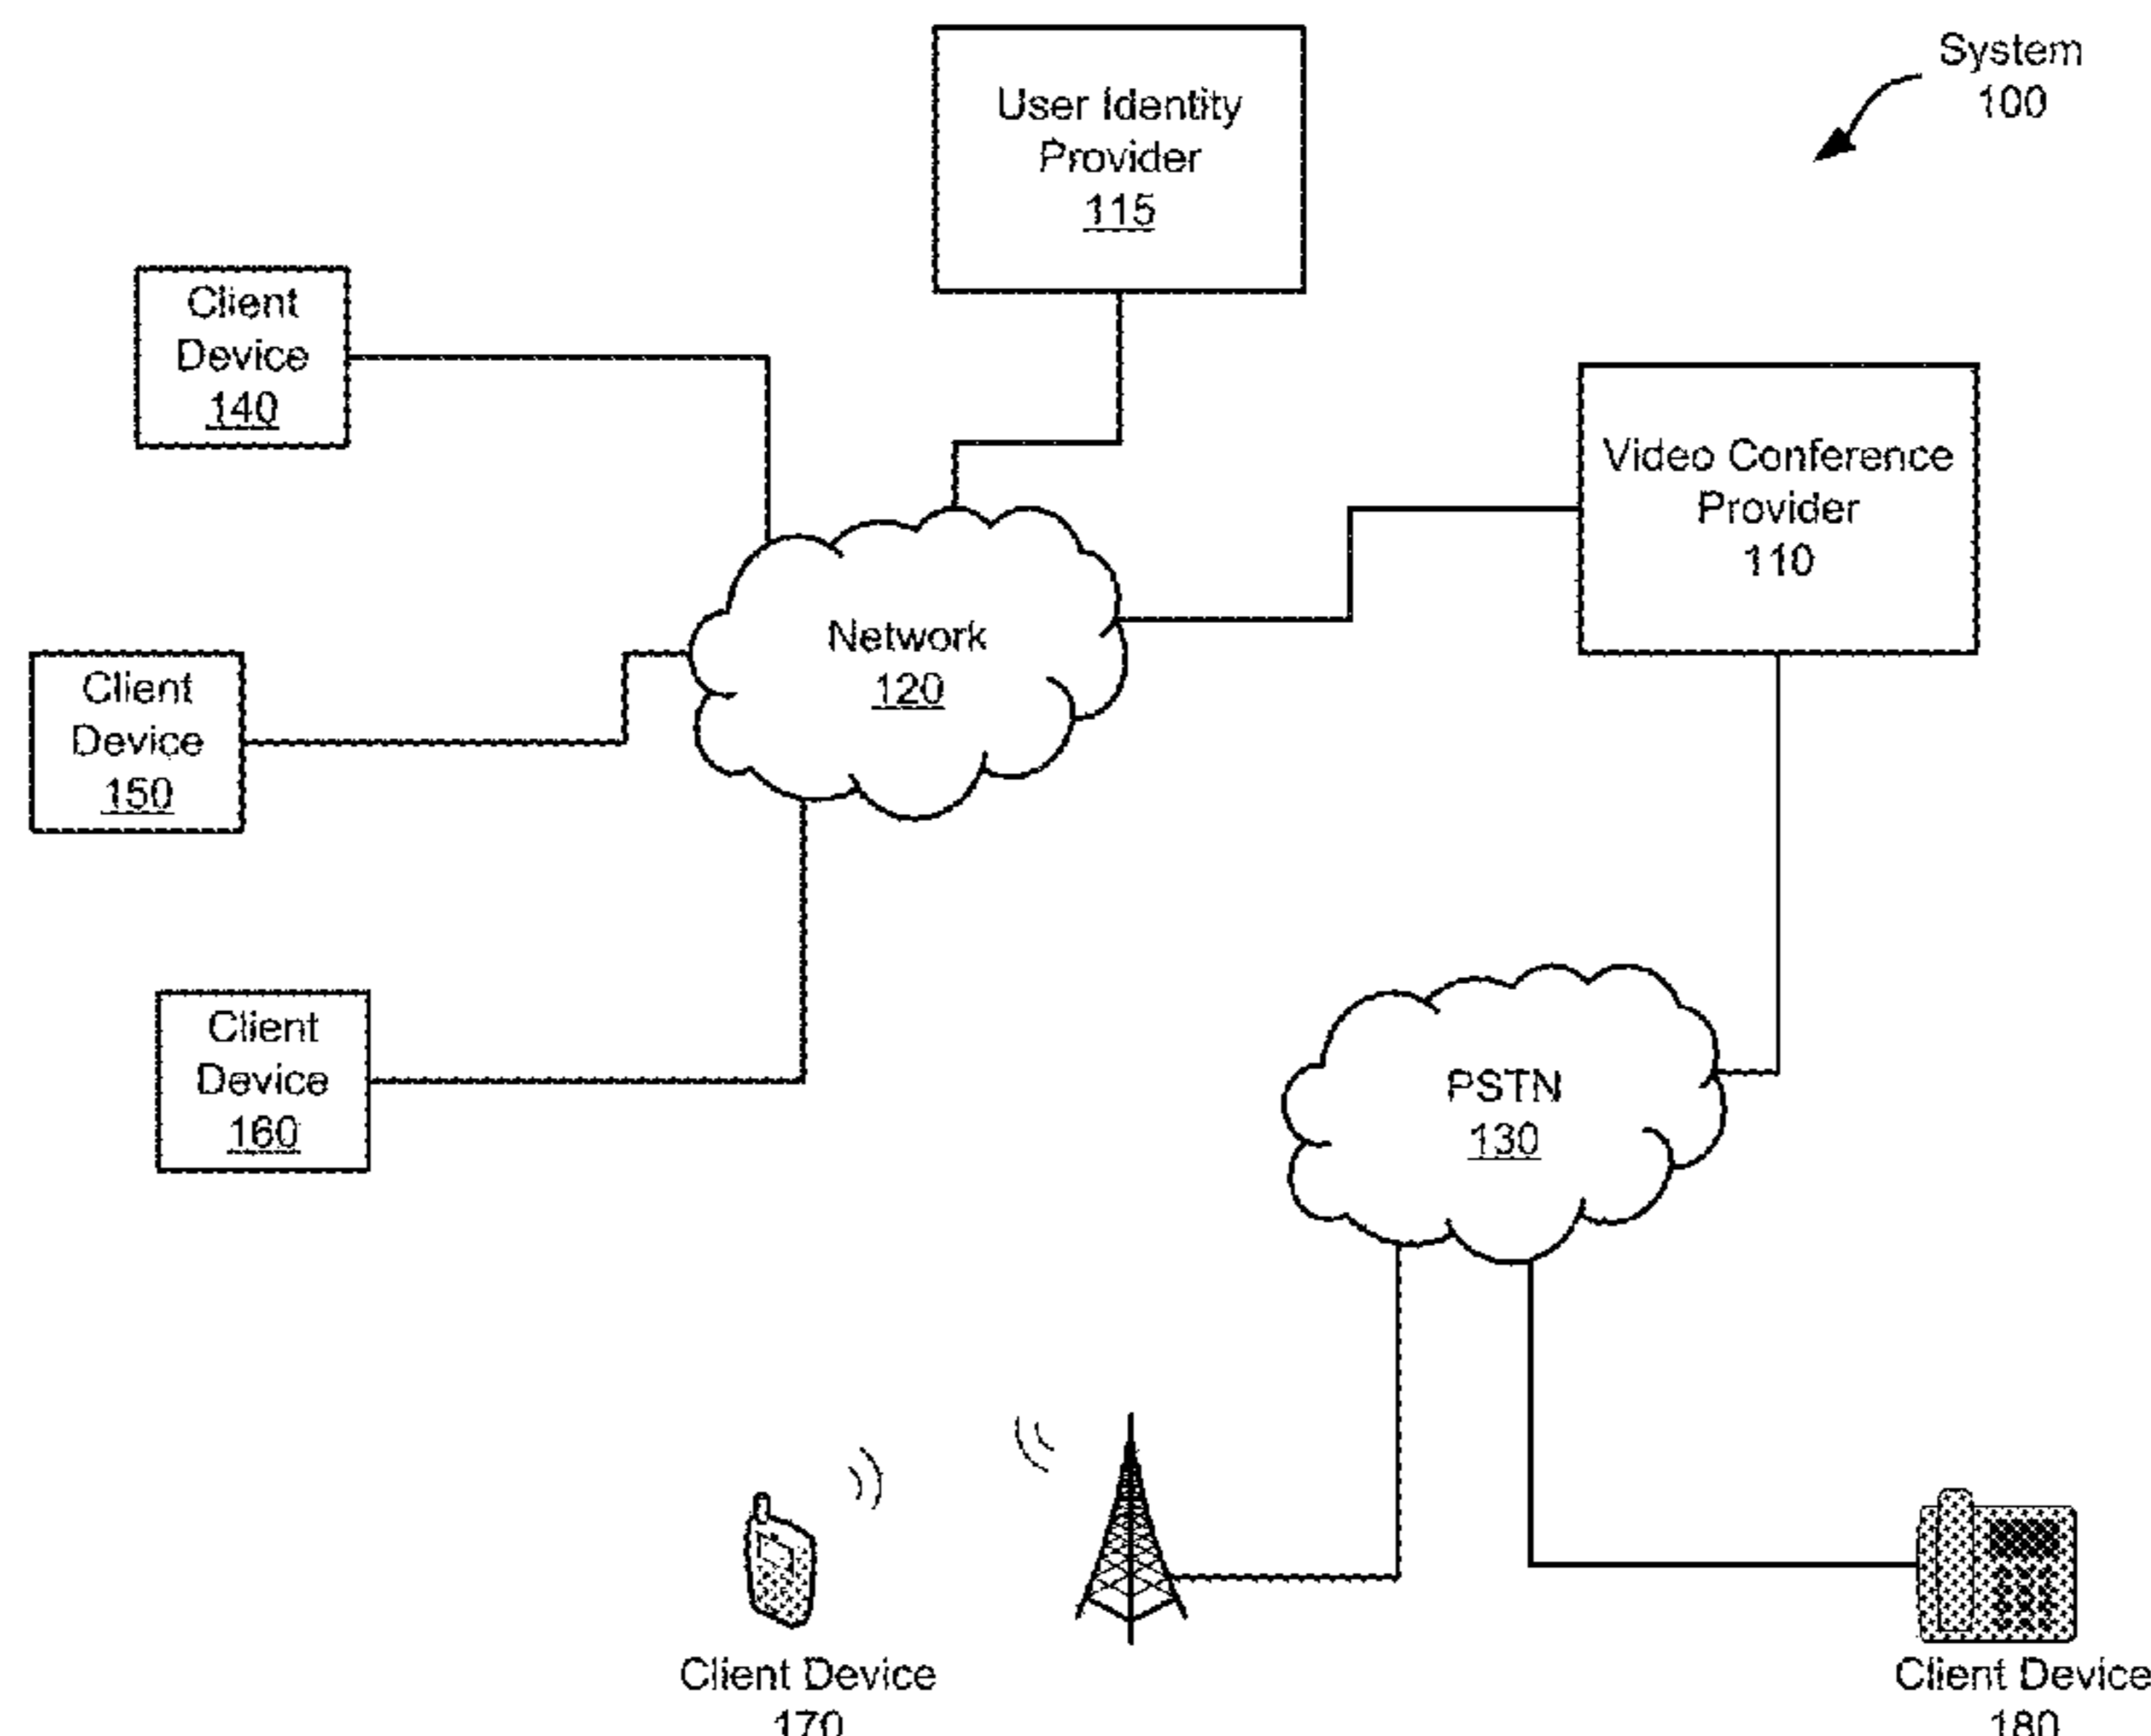 System
100
User Identity
Provider
115
Client
Device
140
Video Conference
Provider
110
Network
120
Client
Device
150
Client
Device
160
PSTN
130
Client Device
170
Client Device
180